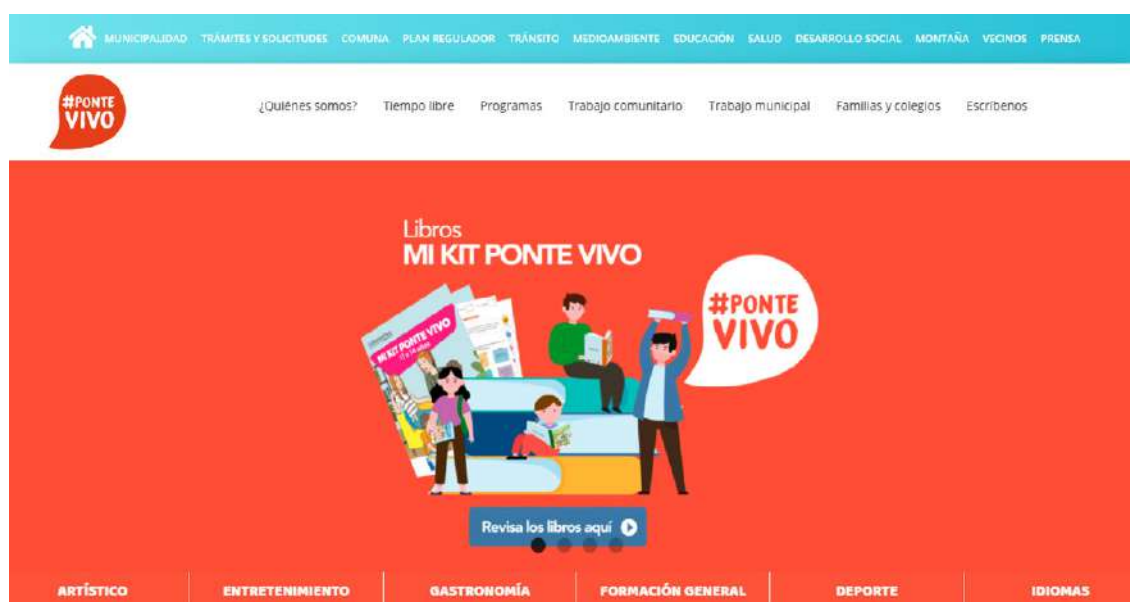 MUNICIPALIDAD TRÁMITES Y SOLICITUDES COMUNA PLAN REGULADOR TRÁNSITO MEDIOAMBIENTE EDUCACIÓN SALUD DESARROLLO SOCIAL MONTAÑA VECINOS PRENSA
#PONTE
VIVO
¿Quiénes somos? Tiempo libre Programas Trabajo comunitario Trabajo municipal Familias y colegios Escríbenos
Libros
MI KIT PONTE VIVO
#PONTE
VIVO
MI KIT PONTE VIVO
Revisa los libros aquí
ARTÍSTICO ENTRETENIMIENTO GASTRONOMÍA FORMACIÓN GENERAL DEPORTE IDIOMAS